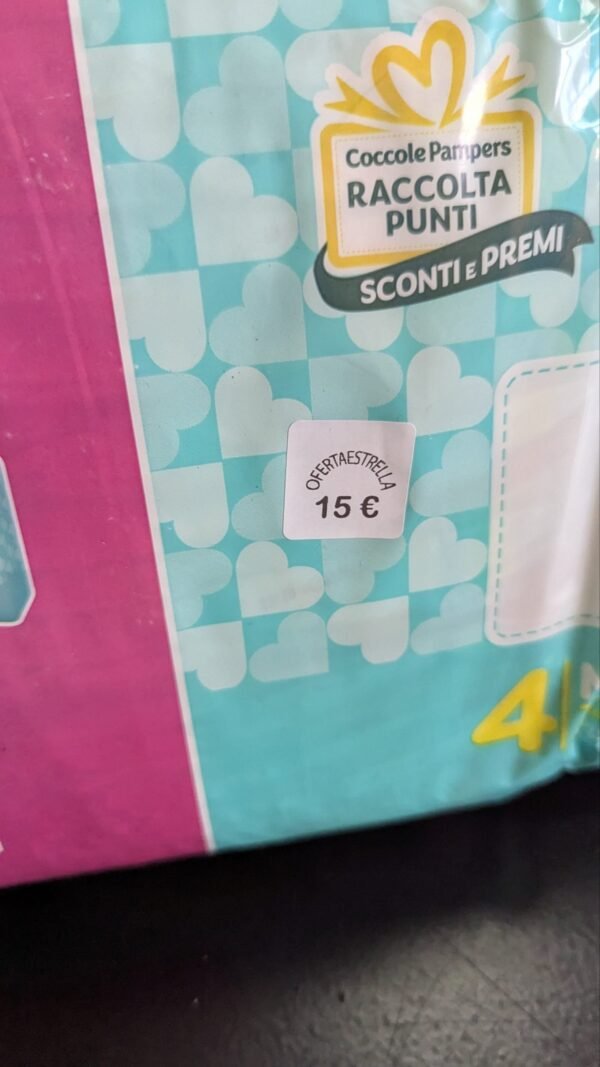 Coccole Pampers
RACCOLTA
PUNTI
SCONTI E PREMI
OFERTAESTRELLA
15 €
4